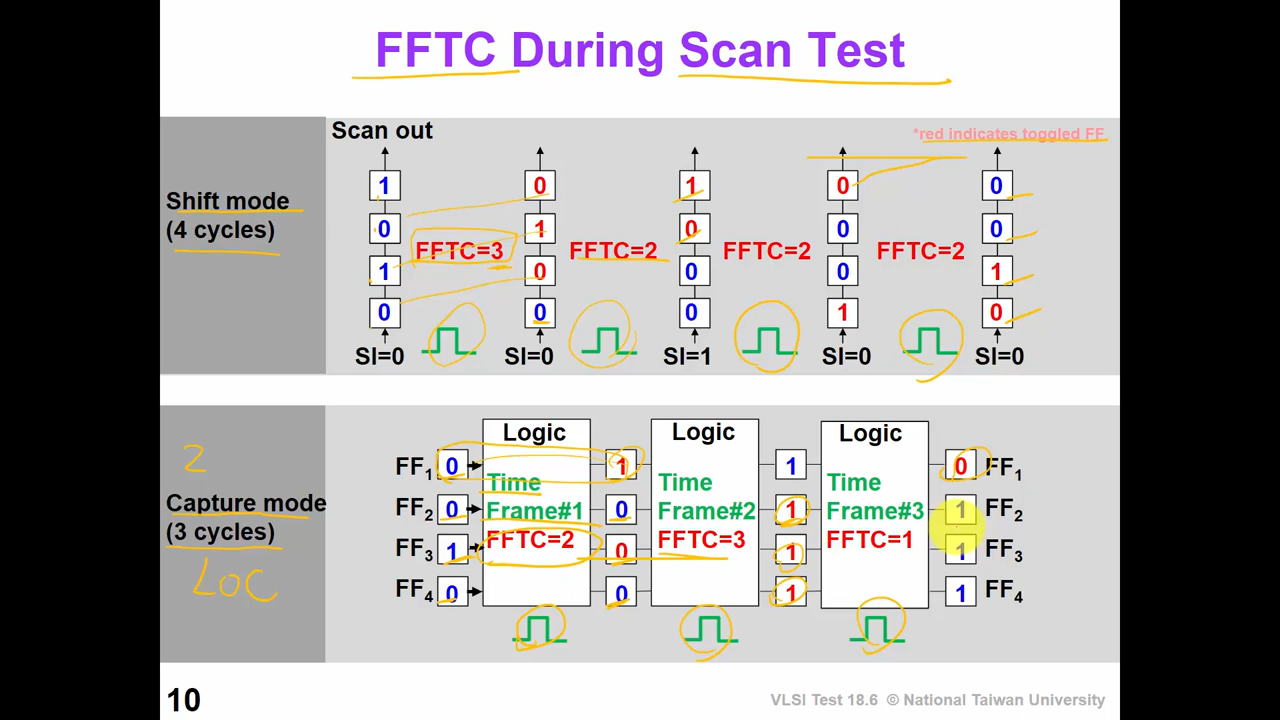 FFTC During Scan Test
Scan out
*red indicates toggled FF
Shift mode
(4 cycles)
1 0 1 0 0
0 1 0 0 0
FFTC=3 FFTC=2 FFTC=2 FFTC=2
1 0 0 0 1
0 0 0 1 0
SI=0 SI=0 SI=1 SI=0 SI=0
2
Capture mode
(3 cycles)
LOC
Logic Logic Logic
FF1 0 1 1 0 FF1
Time Time Time
FF2 0 Frame#1 0 Frame#2 1 Frame#3 1 FF2
FFTC=2 FFTC=3 FFTC=1
FF3 1 0 1 1 FF3
FF4 0 0 1 1 FF4
10
VLSI Test 18.6 © National Taiwan University